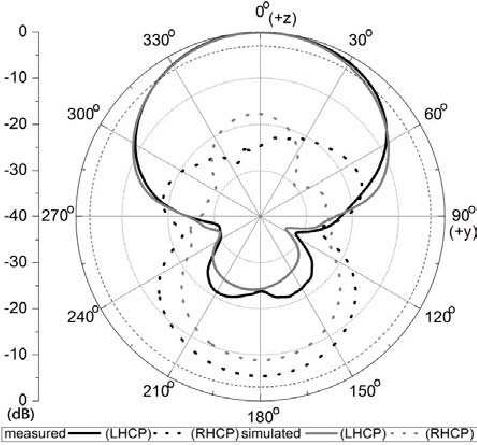 0° (+z)
0
330° 30°
-10
300° 60°
-20
-30
-40 270° 90°
(+y)
-30
240° 120°
-20
-10
210° 150°
0
(dB) 180°
measured (LHCP) (RHCP) simulated (LHCP) (RHCP)